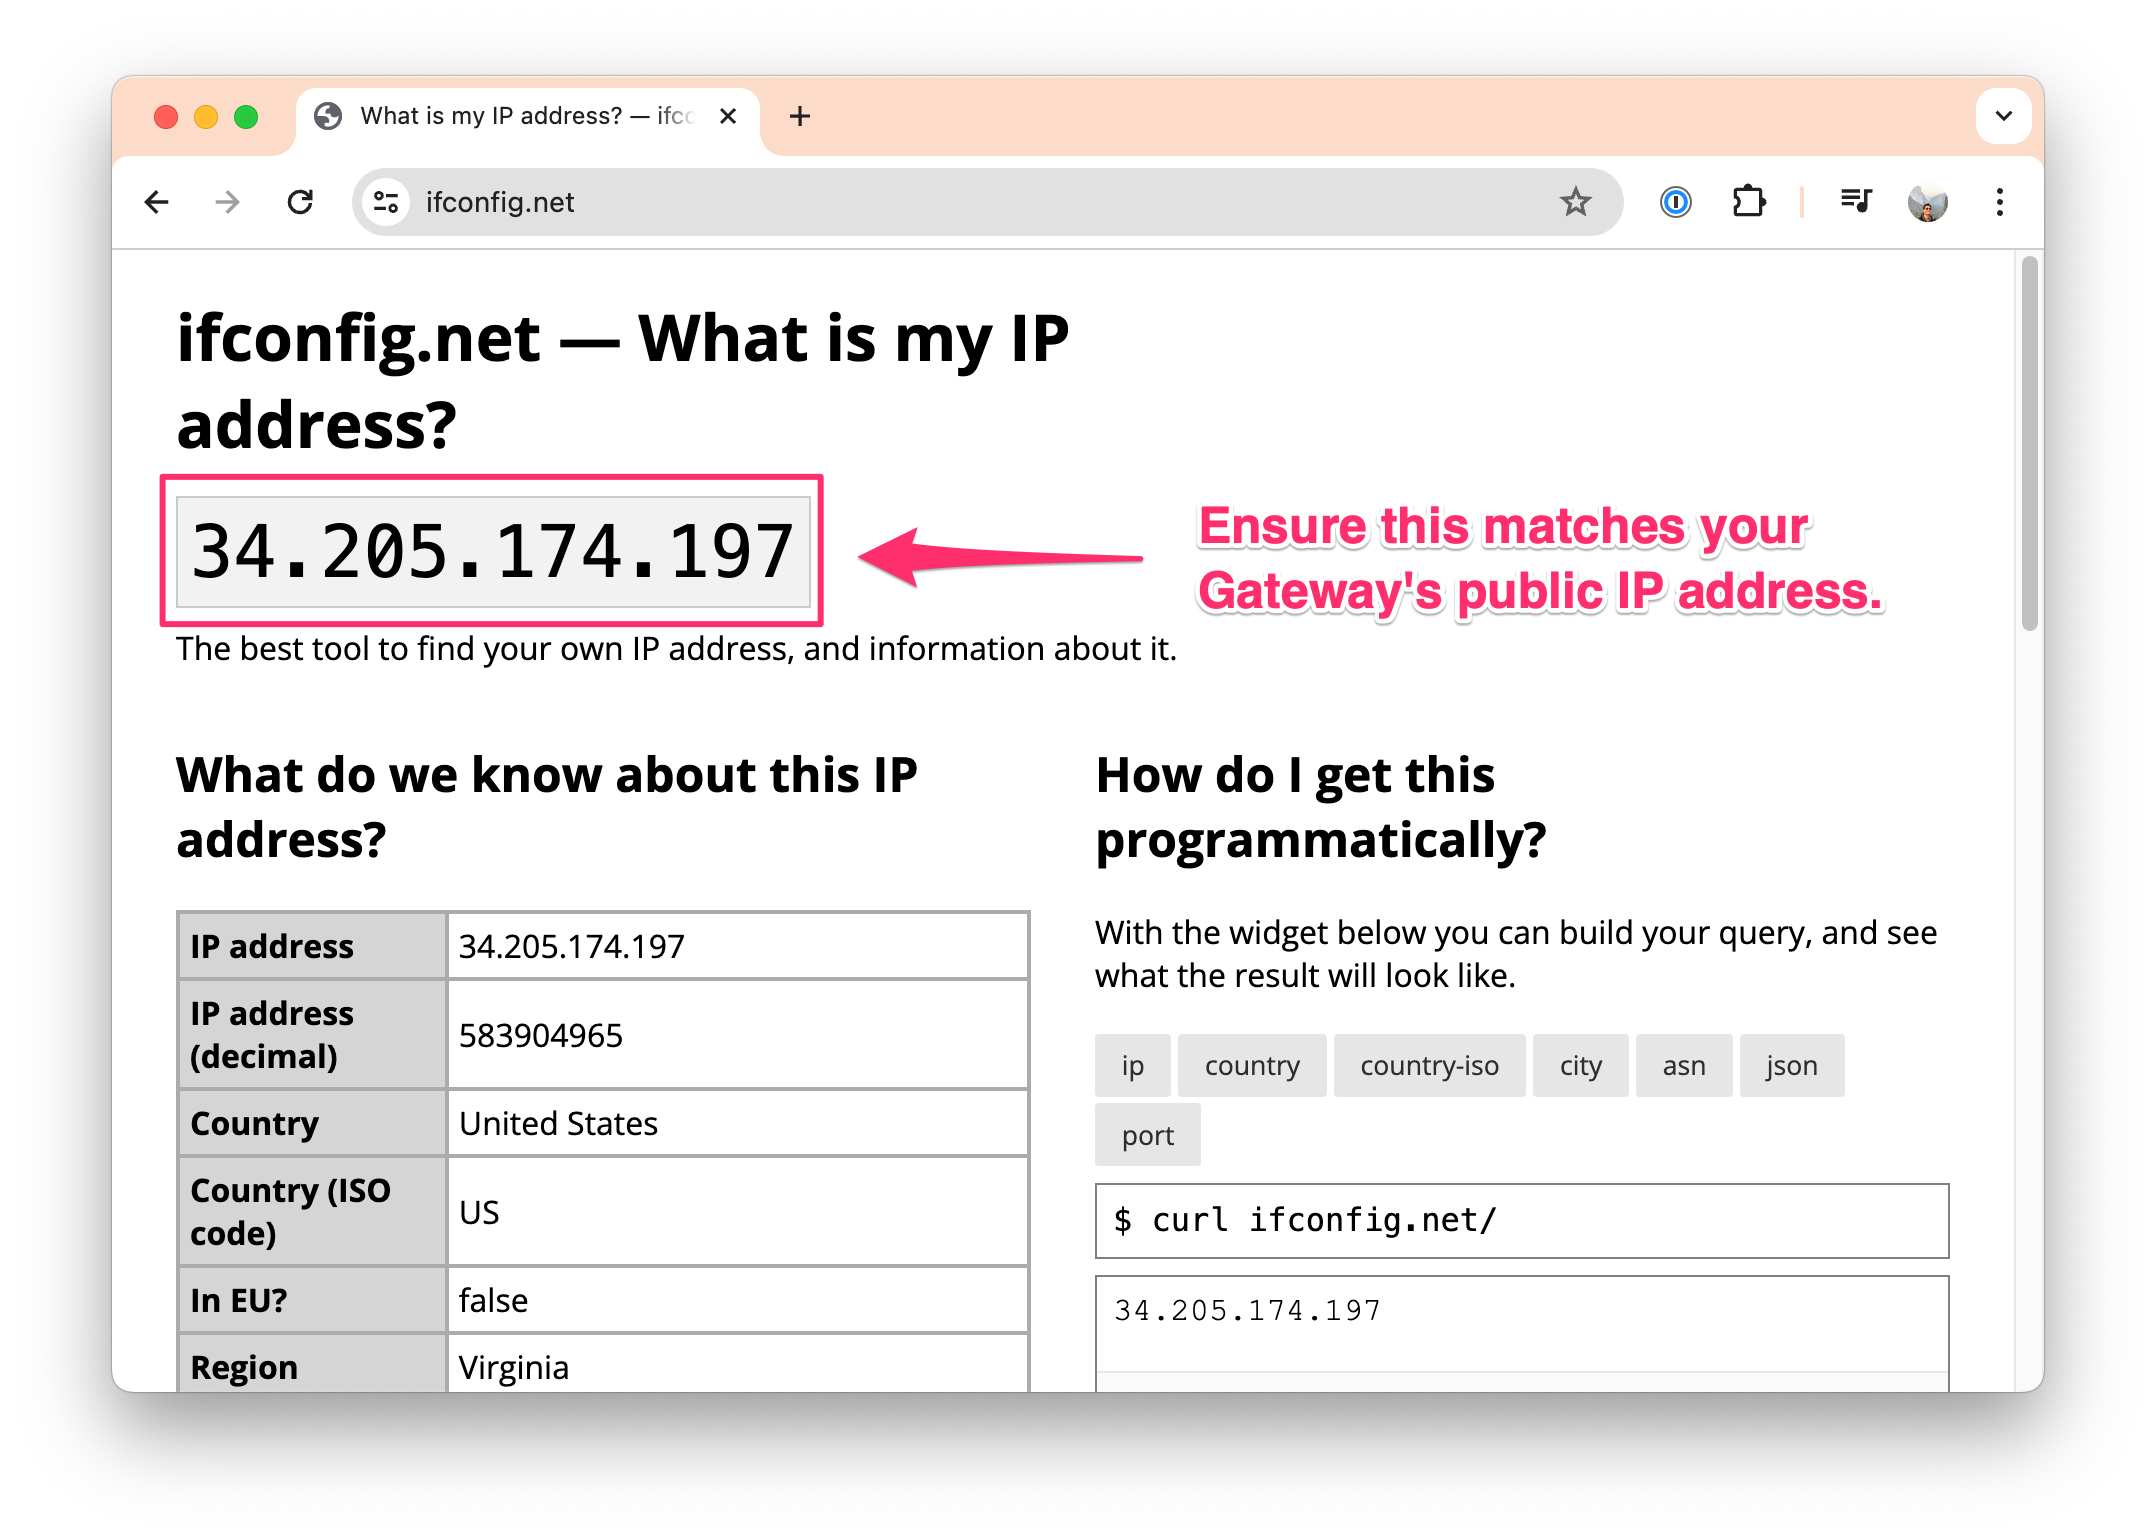 What is my IP address? — ifcc
ifconfig.net
ifconfig.net — What is my IP
address?
34.205.174.197
Ensure this matches your
Gateway's public IP address.
The best tool to find your own IP address, and information about it.
What do we know about this IP
address?
IP address 34.205.174.197
IP address
(decimal) 583904965
Country United States
Country (ISO
code) US
In EU? false
Region Virginia
How do I get this
programmatically?
With the widget below you can build your query, and see
what the result will look like.
ip country country-iso city asn json
port
$ curl ifconfig.net/
34.205.174.197